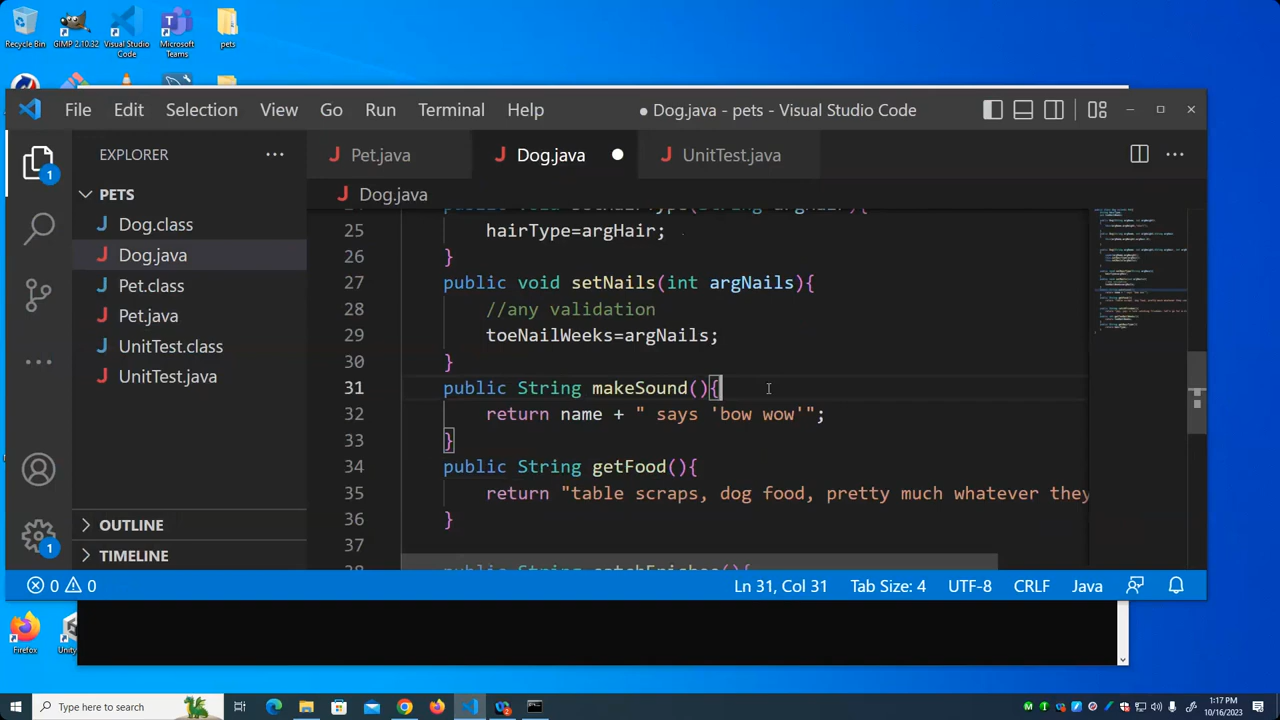 Recycle Bin
GIMP 2.10.32
Visual Studio Code
Microsoft Teams
pets
File Edit Selection View Go Run Terminal Help
● Dog.java - pets - Visual Studio Code
EXPLORER
Pet.java
Dog.java
UnitTest.java
PETS
Dog.java
Dog.class
Dog.java
Pet.class
Pet.java
UnitTest.class
UnitTest.java
OUTLINE
TIMELINE
1
1
25 hairType=argHair;
26 }
27 public void setNails(int argNails){
28 //any validation
29 toeNailWeeks=argNails;
30 }
31 public String makeSound(){
32 return name + " says 'bow wow'";
33 }
34 public String getFood(){
35 return "table scraps, dog food, pretty much whatever they
36 }
37
0 0 Ln 31, Col 31 Tab Size: 4 UTF-8 CRLF Java
Firefox
Type here to search
1:17 PM
10/16/2023